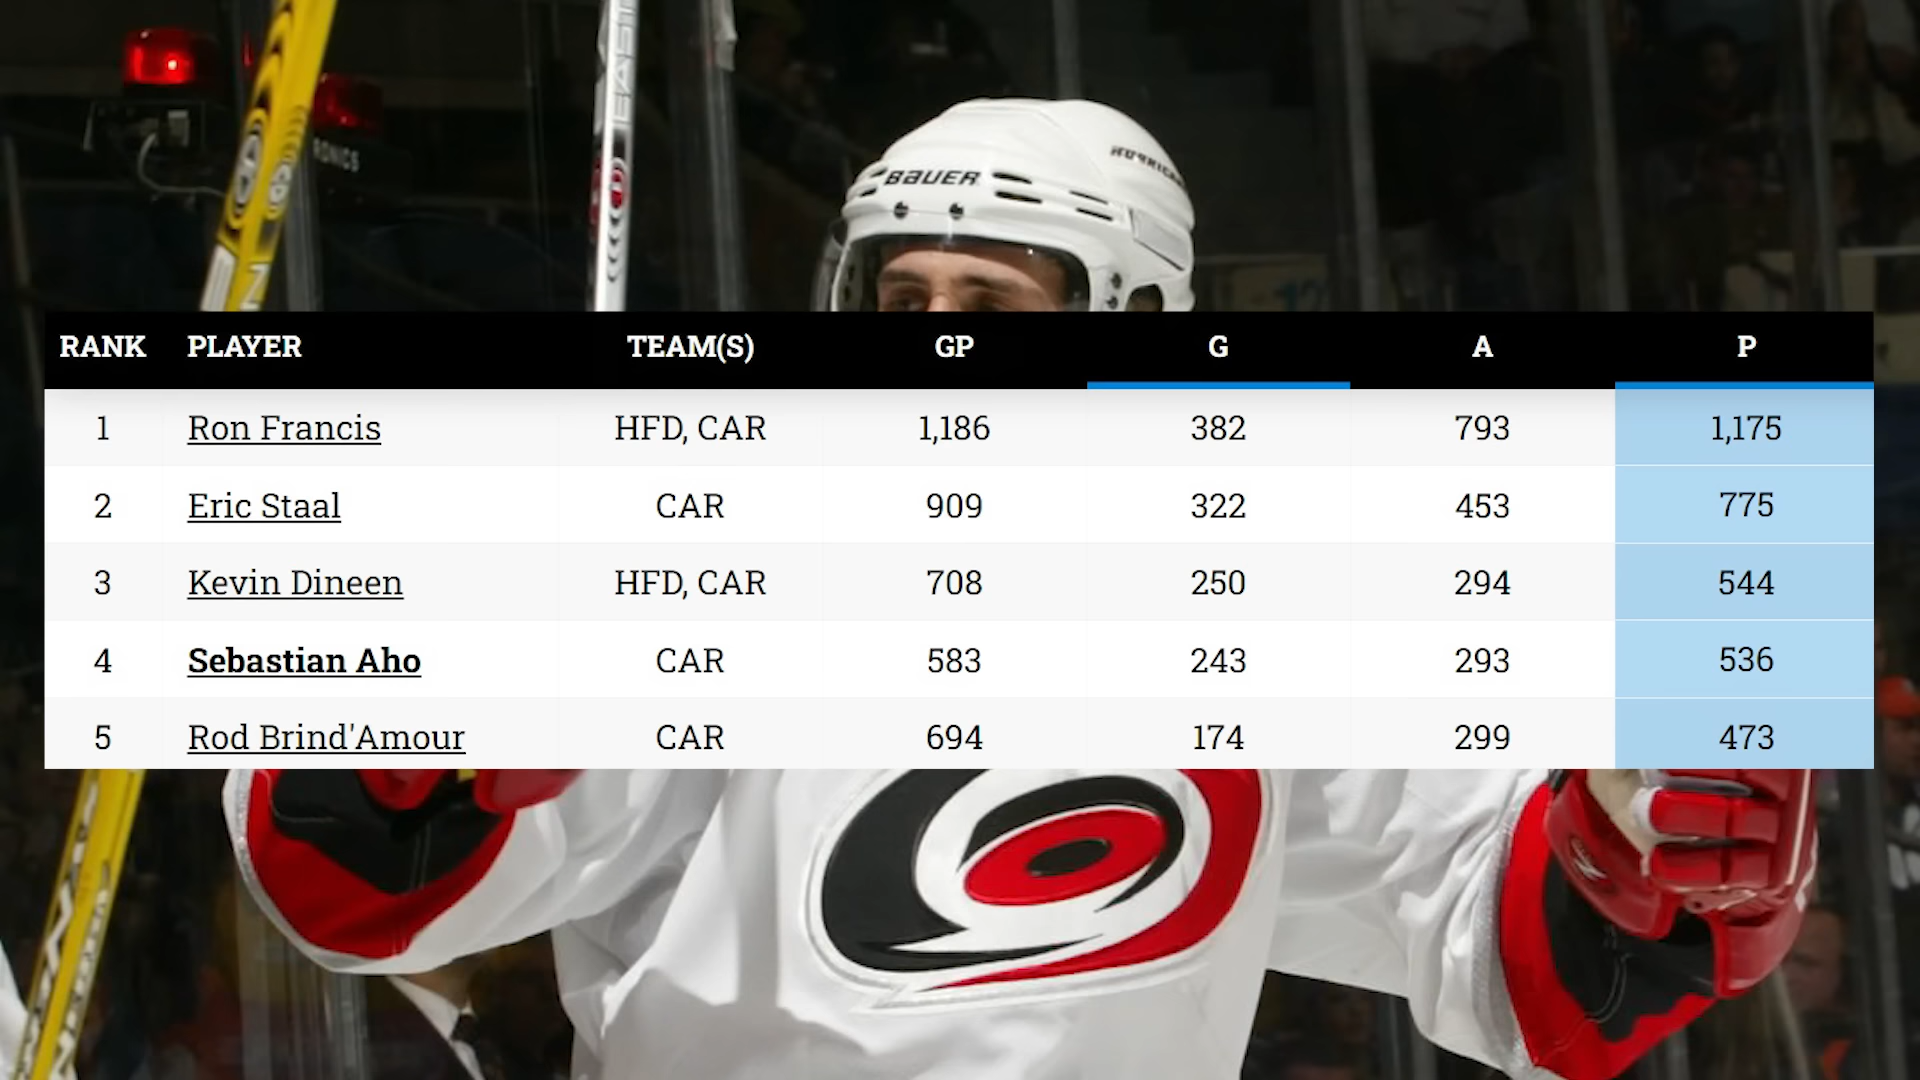 EAST
RONICS
BAUER
RANK PLAYER TEAM(S) GP G A P
1 Ron Francis HFD, CAR 1,186 382 793 1,175
2 Eric Staal CAR 909 322 453 775
3 Kevin Dineen HFD, CAR 708 250 294 544
4 Sebastian Aho CAR 583 243 293 536
5 Rod Brind'Amour CAR 694 174 299 473